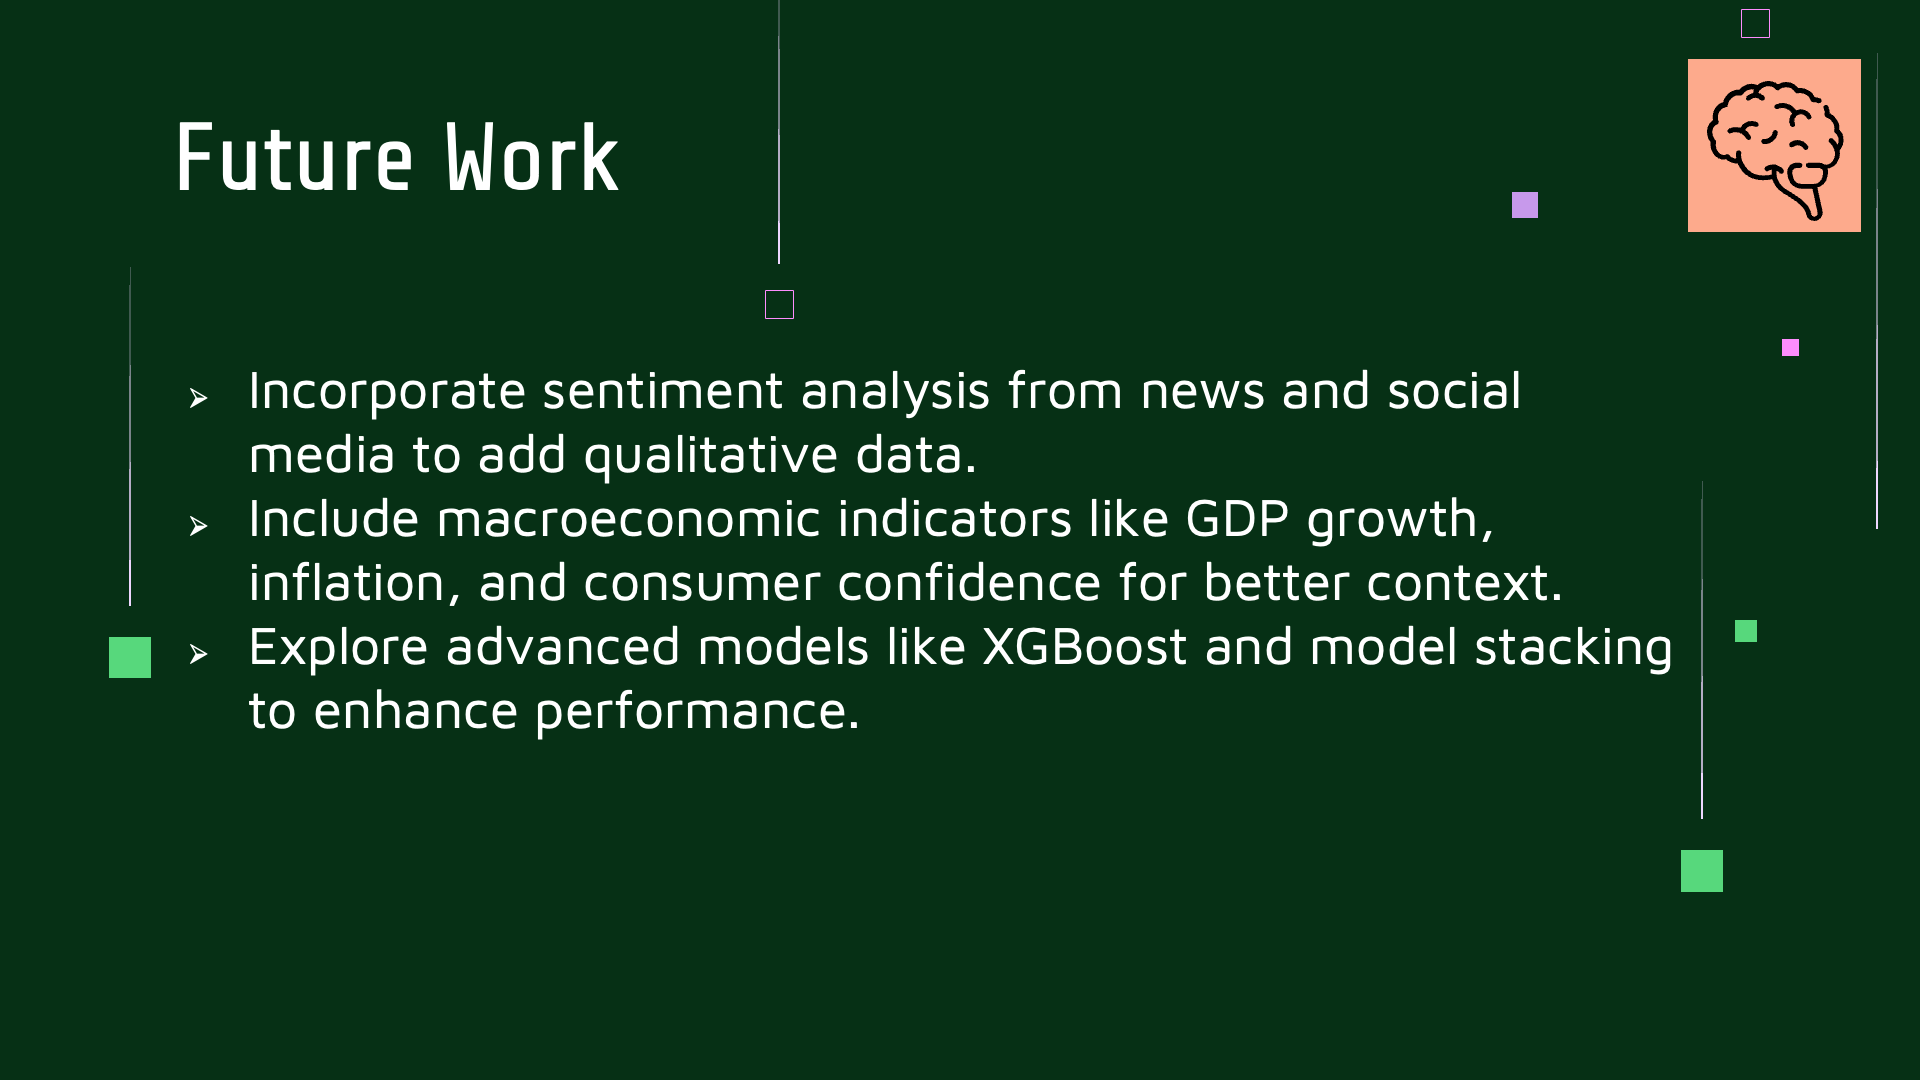 Future Work
➢ Incorporate sentiment analysis from news and social
media to add qualitative data.
➢ Include macroeconomic indicators like GDP growth,
inflation, and consumer confidence for better context.
➢ Explore advanced models like XGBoost and model stacking
to enhance performance.